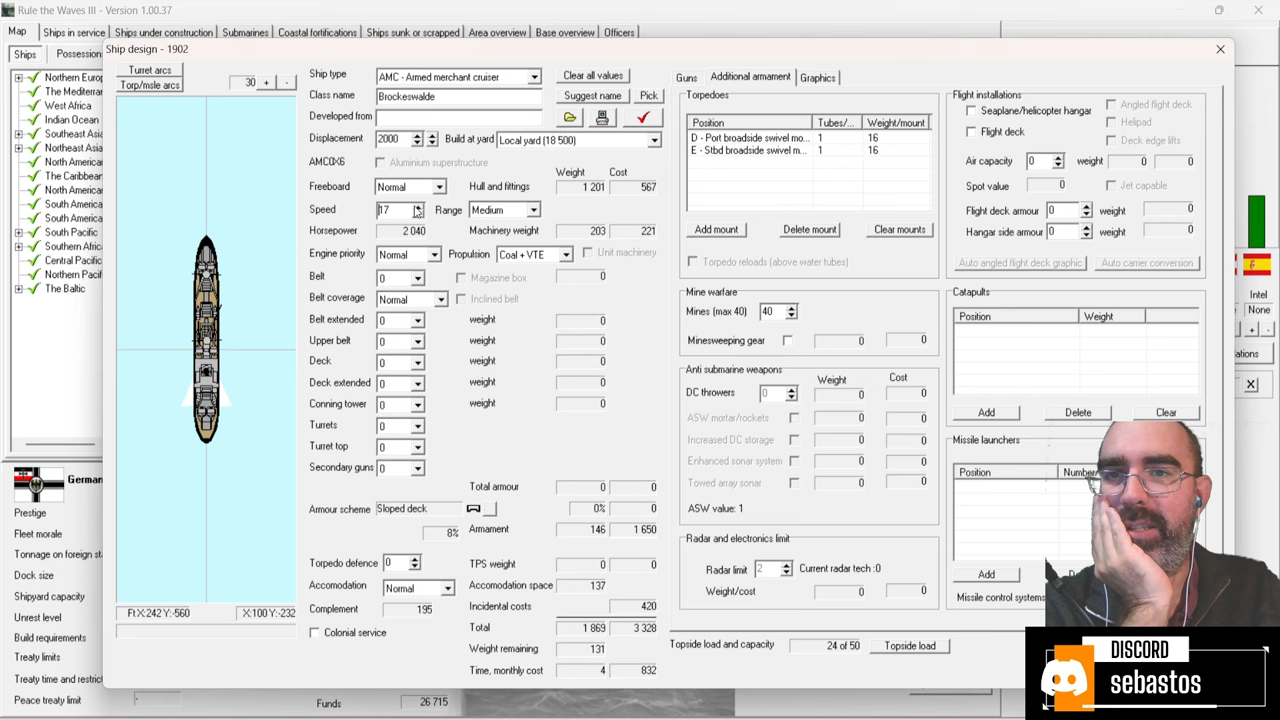 Rule the Waves III - Version 1.00.37
Map
Ships in service
Ships under construction
Submarines
Coastal fortifications
Ships sunk or scrapped
Area overview
Base overview
Officers
Ships
Possession
Northern Europ
The Mediterran
West Africa
Indian Ocean
Southeast Asia
Northeast Asia
North American
The Caribbean
North America
South America
South America
South Pacific
Southern Africa
Central Pacific
Northern Pacifi
The Baltic
German
Prestige
Fleet morale
Tonnage on foreign sta
Dock size
Shipyard capacity
Unrest level
Build requirements
Treaty limits
Treaty time and restric
Peace treaty limit
Funds
26 715
Ship design - 1902
Turret arcs
Torp/msle arcs
30 + -
Ft X:242 Y:-560
X:100 Y:-232
Ship type
AMC - Armed merchant cruiser
Clear all values
Class name
Brockeswalde
Suggest name
Pick
Developed from
Displacement
2000
Build at yard
Local yard (18 500)
AMC0X6
Aluminium superstructure
Weight
Cost
Freeboard
Normal
Hull and fittings
1 201
567
Speed
17
Range
Medium
Horsepower
2 040
Machinery weight
203
221
Engine priority
Normal
Propulsion
Coal + VTE
Unit machinery
Belt
0
Magazine box
0
Belt coverage
Normal
Inclined belt
Belt extended
0
weight
0
Upper belt
0
weight
0
Deck
0
weight
0
Deck extended
0
weight
0
Conning tower
0
weight
0
Turrets
0
Turret top
0
Secondary guns
0
Total armour
0
0
Armour scheme
Sloped deck
0%
0
8%
Armament
146
1 650
Torpedo defence
0
TPS weight
0
0
Accomodation
Normal
Accomodation space
137
Complement
195
Incidental costs
420
Colonial service
Total
1 869
3 328
Weight remaining
131
Time, monthly cost
4
832
Guns
Additional armament
Graphics
Torpedoes
Position
Tubes/...
Weight/mount
D - Port broadside swivel mo...
1
16
E - Stbd broadside swivel m...
1
16
Add mount
Delete mount
Clear mounts
Torpedo reloads (above water tubes)
Mine warfare
Mines (max 40)
40
Minesweeping gear
0
0
Anti submarine weapons
Weight
Cost
DC throwers
0
0
0
ASW mortar/rockets
0
0
Increased DC storage
0
0
Enhanced sonar system
0
0
Towed array sonar
0
0
ASW value: 1
Radar and electronics limit
Radar limit
2
Current radar tech :0
Weight/cost
0
0
Topside load and capacity
24 of 50
Topside load
Flight installations
Seaplane/helicopter hangar
Angled flight deck
Flight deck
Helipad
Deck edge lifts
Air capacity
0
weight
0
0
Spot value
0
Jet capable
Flight deck armour
0
weight
0
Hangar side armour
0
weight
0
Auto angled flight deck graphic
Auto carrier conversion
Catapults
Position
Weight
Add
Delete
Clear
Missile launchers
Position
Number/
Add
Missile control systems
Intel
None
ations
X
DISCORD
sebastos